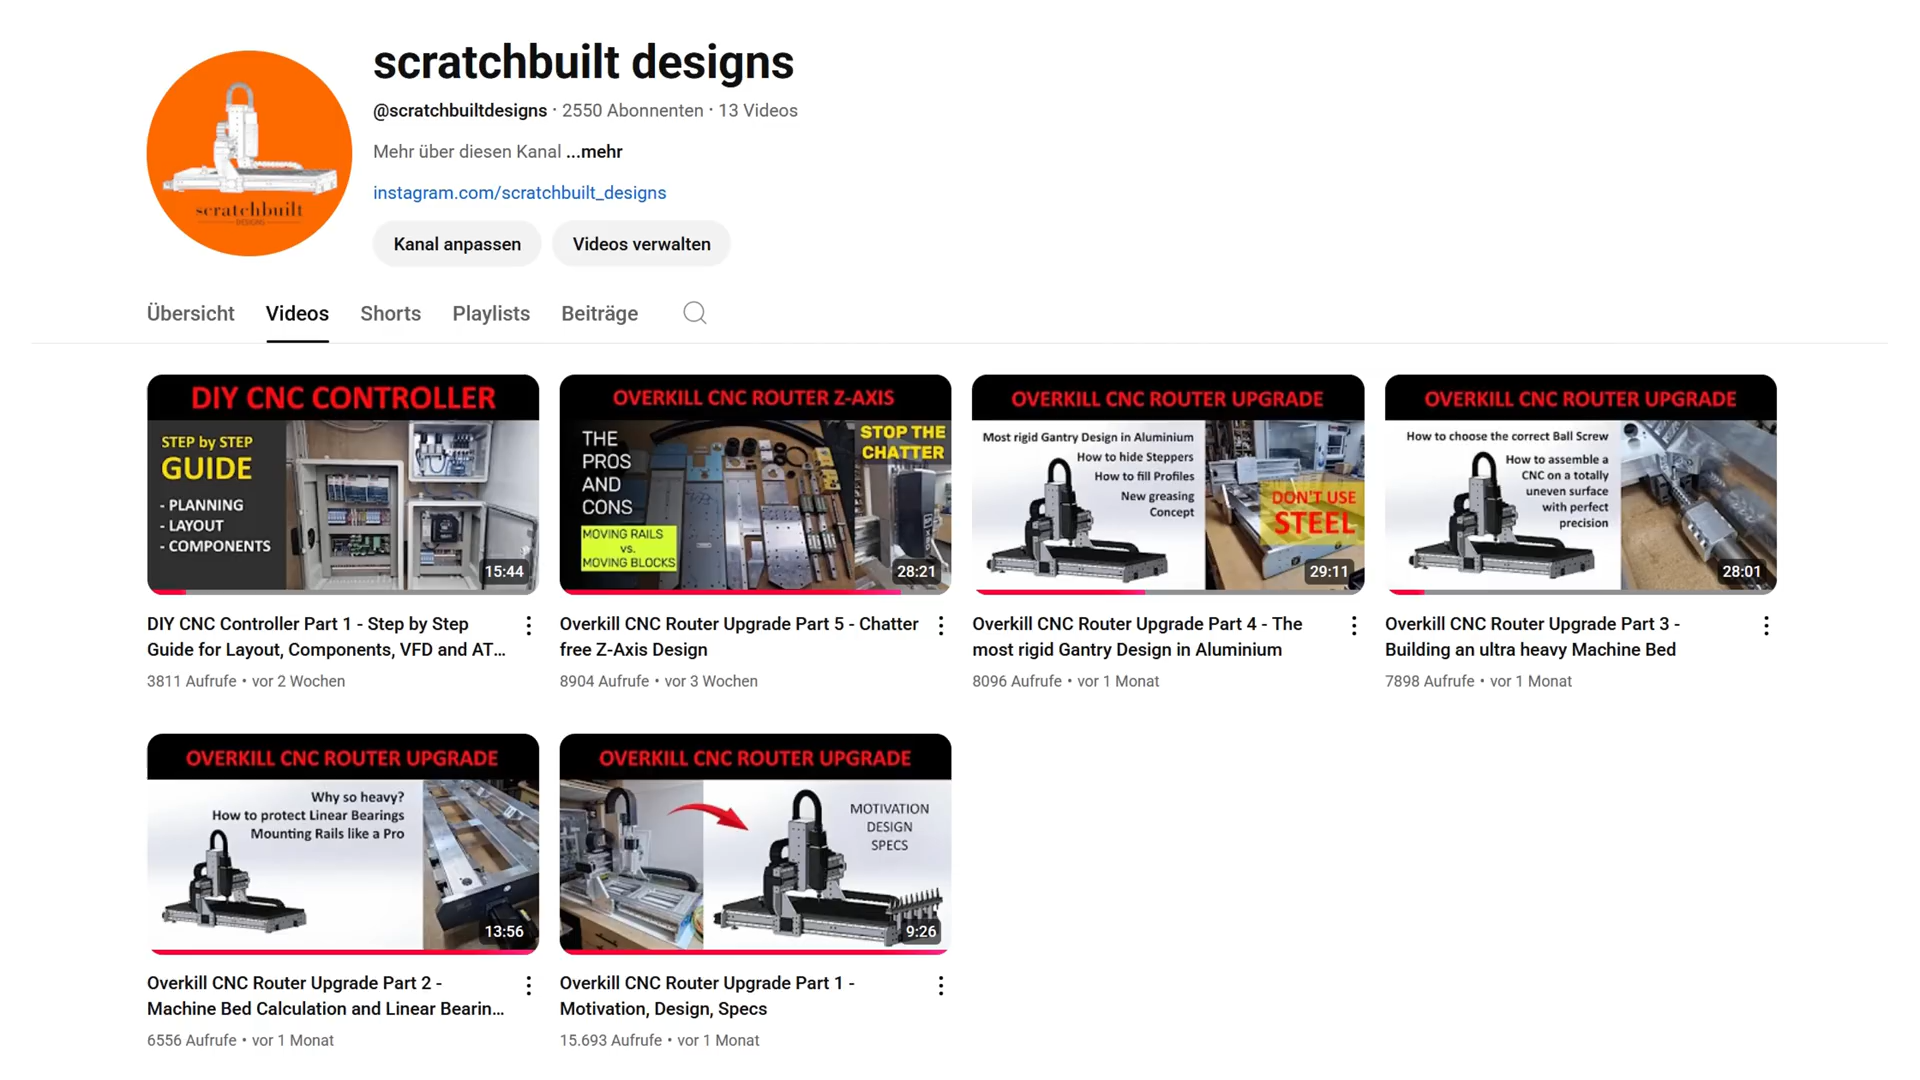 scratchbuilt designs
@scratchbuiltdesigns · 2550 Abonnenten · 13 Videos
Mehr über diesen Kanal ...mehr
instagram.com/scratchbuilt_designs
Kanal anpassen
Videos verwalten
scratchbuilt
DESIGNS
Übersicht
Videos
Shorts
Playlists
Beiträge
DIY CNC CONTROLLER
STEP by STEP
GUIDE
- PLANNING
- LAYOUT
- COMPONENTS
15:44
DIY CNC Controller Part 1 - Step by Step
Guide for Layout, Components, VFD and AT...
3811 Aufrufe • vor 2 Wochen
OVERKILL CNC ROUTER Z-AXIS
THE
PROS
AND
CONS
MOVING RAILS
vs.
MOVING BLOCKS
STOP THE
CHATTER
28:21
Overkill CNC Router Upgrade Part 5 - Chatter
free Z-Axis Design
8904 Aufrufe • vor 3 Wochen
OVERKILL CNC ROUTER UPGRADE
Most rigid Gantry Design in Aluminium
How to hide Steppers
How to fill Profiles
New greasing
Concept
DON'T USE
STEEL
29:11
Overkill CNC Router Upgrade Part 4 - The
most rigid Gantry Design in Aluminium
8096 Aufrufe • vor 1 Monat
OVERKILL CNC ROUTER UPGRADE
How to choose the correct Ball Screw
How to assemble a
CNC on a totally
uneven surface
with perfect
precision
28:01
Overkill CNC Router Upgrade Part 3 -
Building an ultra heavy Machine Bed
7898 Aufrufe • vor 1 Monat
OVERKILL CNC ROUTER UPGRADE
Why so heavy?
How to protect Linear Bearings
Mounting Rails like a Pro
13:56
Overkill CNC Router Upgrade Part 2 -
Machine Bed Calculation and Linear Bearin...
6556 Aufrufe • vor 1 Monat
OVERKILL CNC ROUTER UPGRADE
MOTIVATION
DESIGN
SPECS
9:26
Overkill CNC Router Upgrade Part 1 -
Motivation, Design, Specs
15.693 Aufrufe • vor 1 Monat